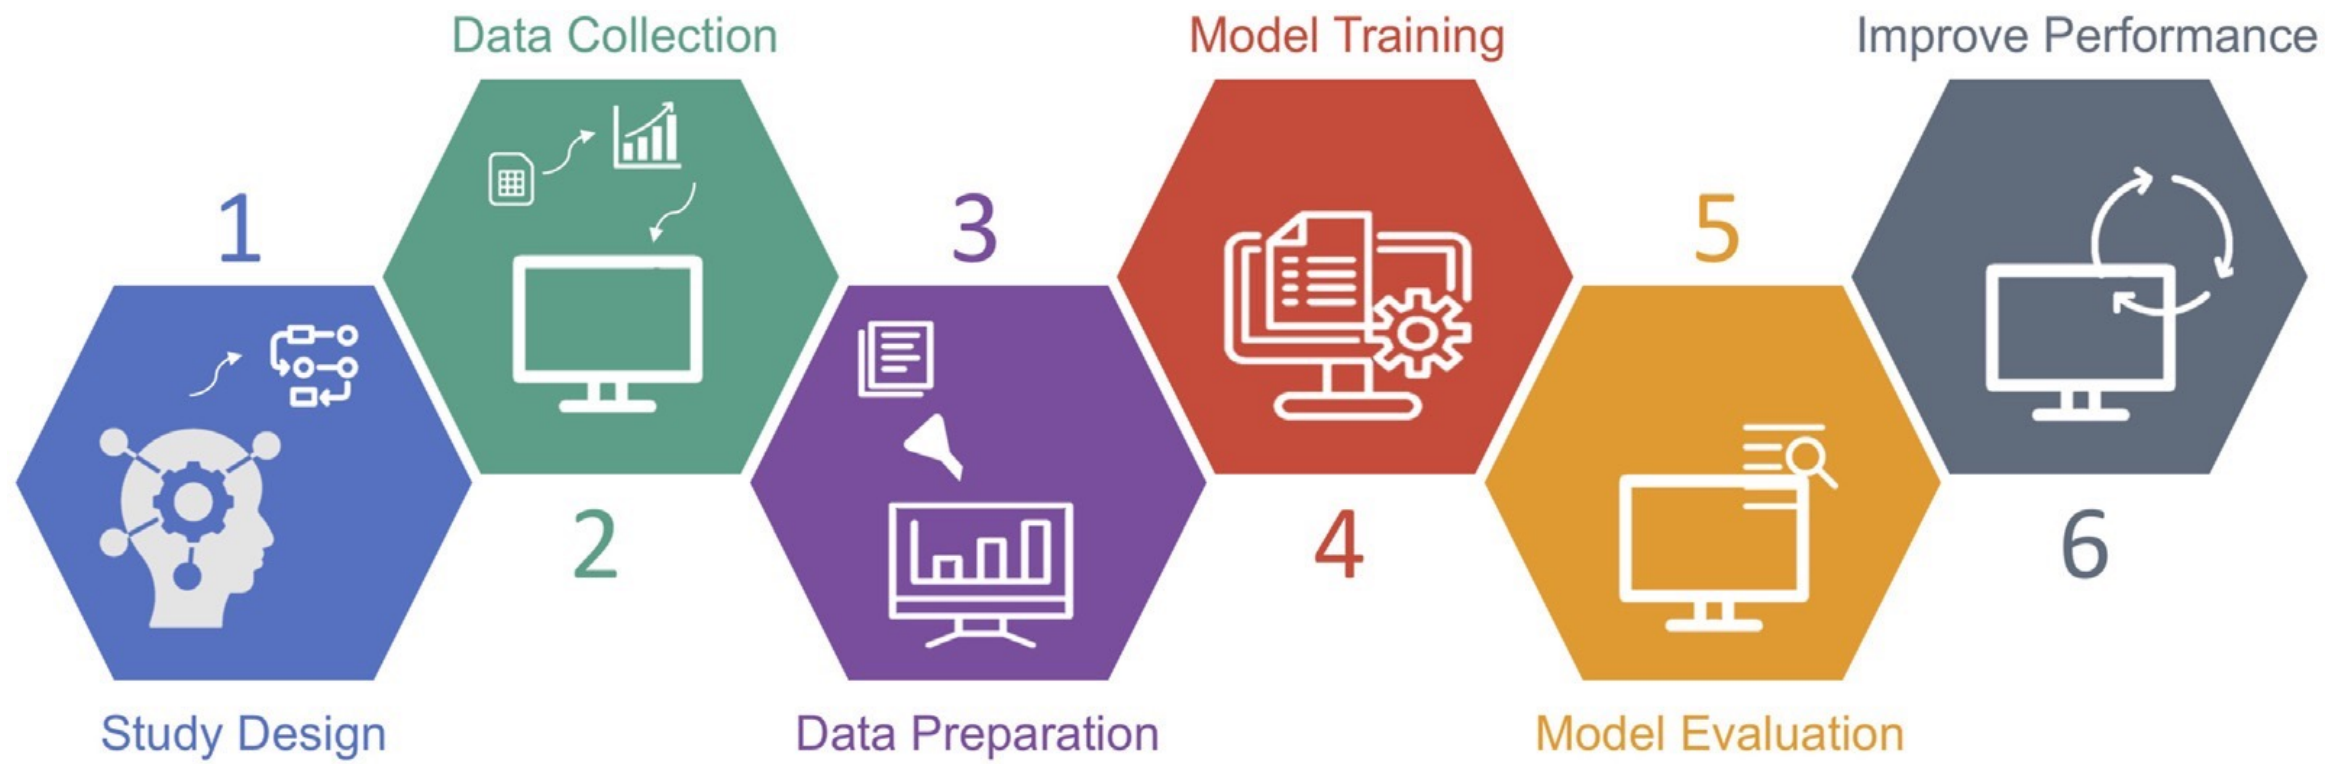 1
Study Design
Data Collection
2
3
Data Preparation
Model Training
4
5
Model Evaluation
Improve Performance
6